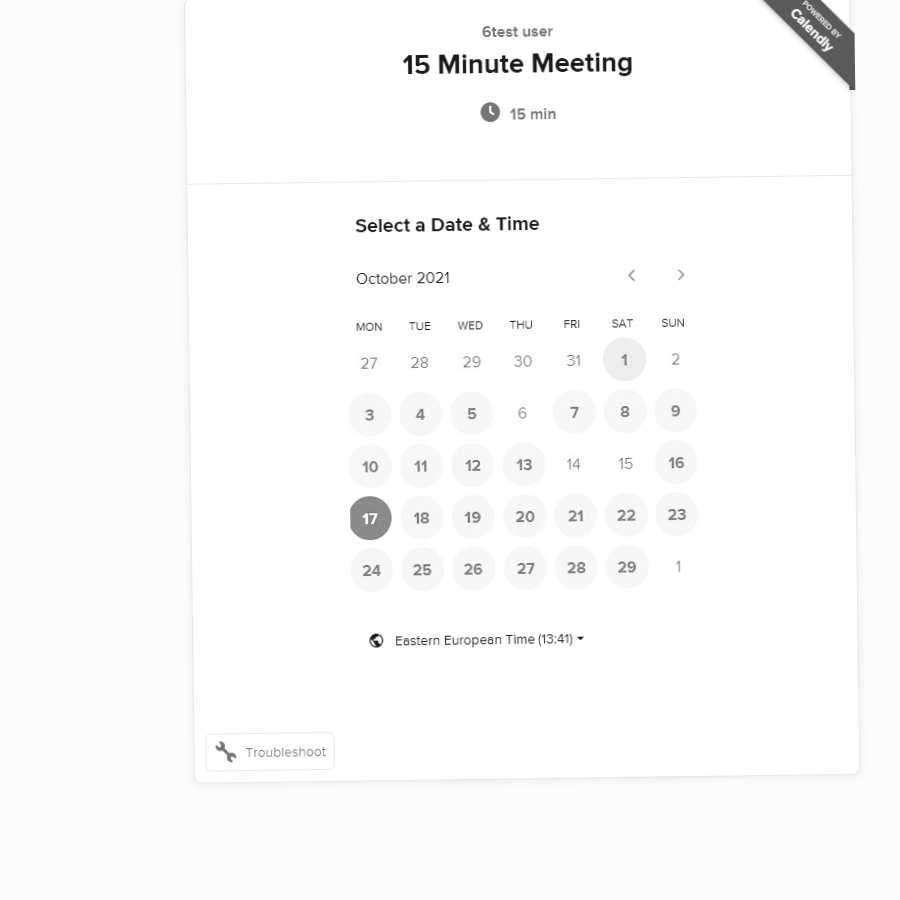 POWERED BY
Calendly
6test user
15 Minute Meeting
15 min
Select a Date & Time
October 2021
MON TUE WED THU FRI SAT SUN
27 28 29 30 31 1 2
3 4 5 6 7 8 9
10 11 12 13 14 15 16
17 18 19 20 21 22 23
24 25 26 27 28 29 1
Eastern European Time (13:41)
Troubleshoot